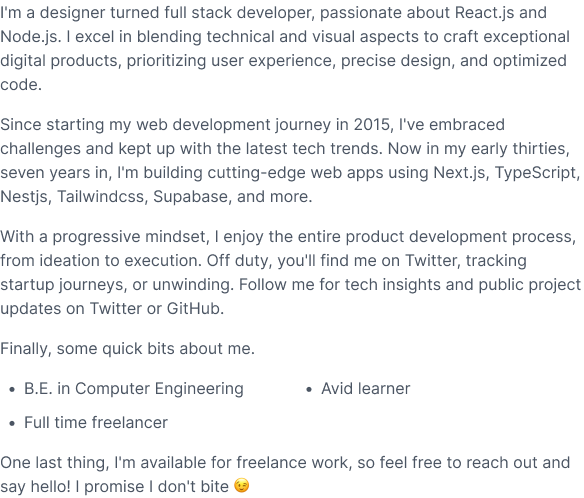 I'm a designer turned full stack developer, passionate about React.js and
Node.js. I excel in blending technical and visual aspects to craft exceptional
digital products, prioritizing user experience, precise design, and optimized
code.
Since starting my web development journey in 2015, I've embraced
challenges and kept up with the latest tech trends. Now in my early thirties,
seven years in, I'm building cutting-edge web apps using Next.js, TypeScript,
Nestjs, Tailwindcss, Supabase, and more.
With a progressive mindset, I enjoy the entire product development process,
from ideation to execution. Off duty, you'll find me on Twitter, tracking
startup journeys, or unwinding. Follow me for tech insights and public project
updates on Twitter or GitHub.
Finally, some quick bits about me.
• B.E. in Computer Engineering
• Full time freelancer
• Avid learner
One last thing, I'm available for freelance work, so feel free to reach out and
say hello! I promise I don't bite 😉